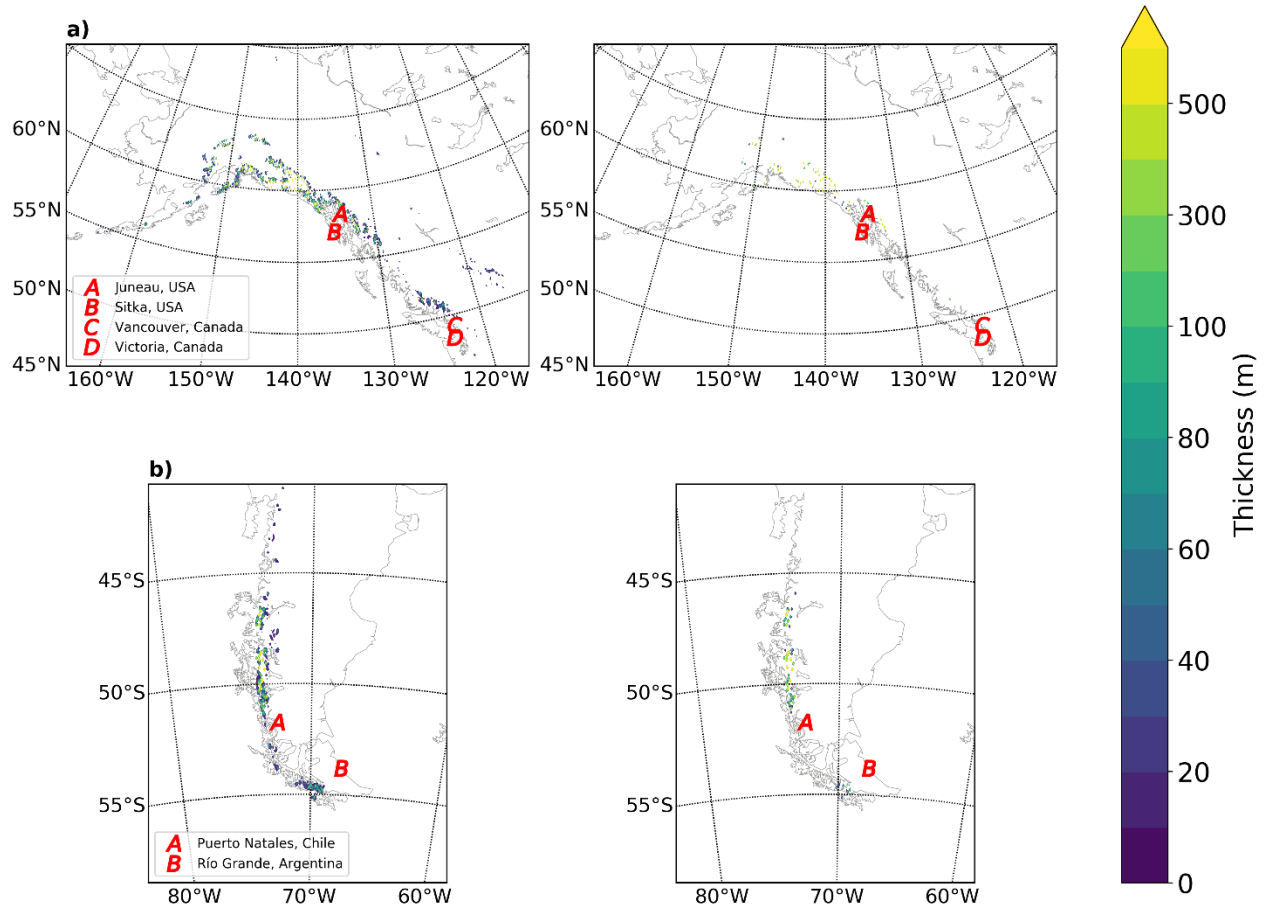 a)
60°N
55°N
50°N
45°N
A Juneau, USA
B Sitka, USA
C Vancouver, Canada
D Victoria, Canada
A
B
C
D
160°W 150°W 140°W 130°W 120°W
60°N
55°N
50°N
45°N
A
B
C
D
160°W 150°W 140°W 130°W 120°W
b)
45°S
50°S
55°S
A
B
A Puerto Natales, Chile
B Río Grande, Argentina
80°W 70°W 60°W
45°S
50°S
55°S
A
B
80°W 70°W 60°W
500
300
100
80
60
40
20
0
Thickness (m)